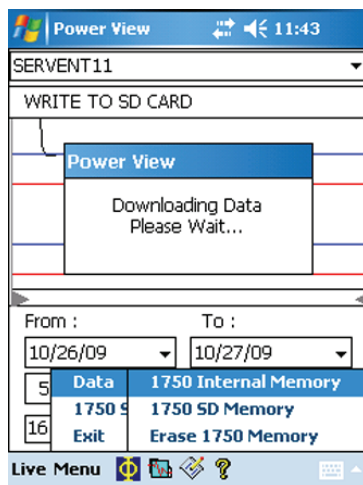 Power View 11:43
SERVENT11
WRITE TO SD CARD
Power View
Downloading Data
Please Wait...
From : To :
10/26/09 10/27/09
5 Data 1750 Internal Memory
1750 S 1750 SD Memory
16 Exit Erase 1750 Memory
Live Menu ?